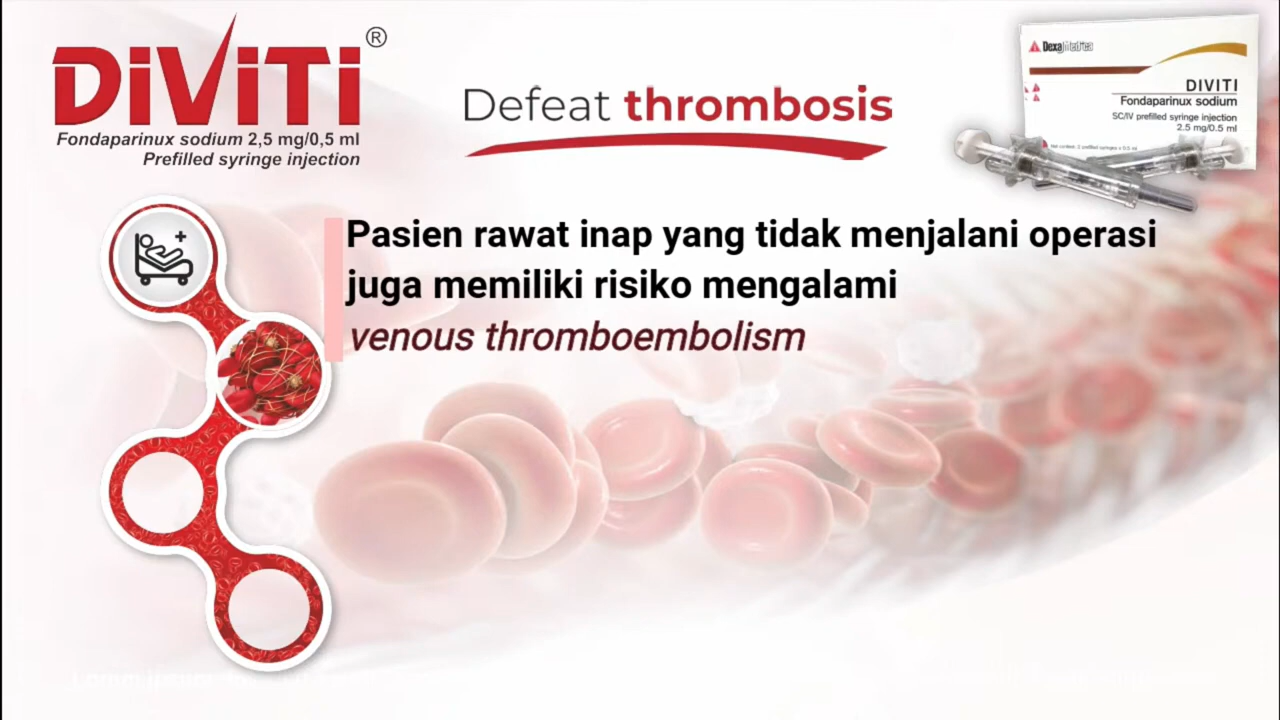 DiViTi®
Fondaparinux sodium 2,5 mg/0,5 ml
Prefilled syringe injection
Defeat thrombosis
DexaMedica
DIVITI
Fondaparinux sodium
SC/IV prefilled syringe injection
2.5 mg/0.5 ml
Pasien rawat inap yang tidak menjalani operasi
juga memiliki risiko mengalami
venous thromboembolism